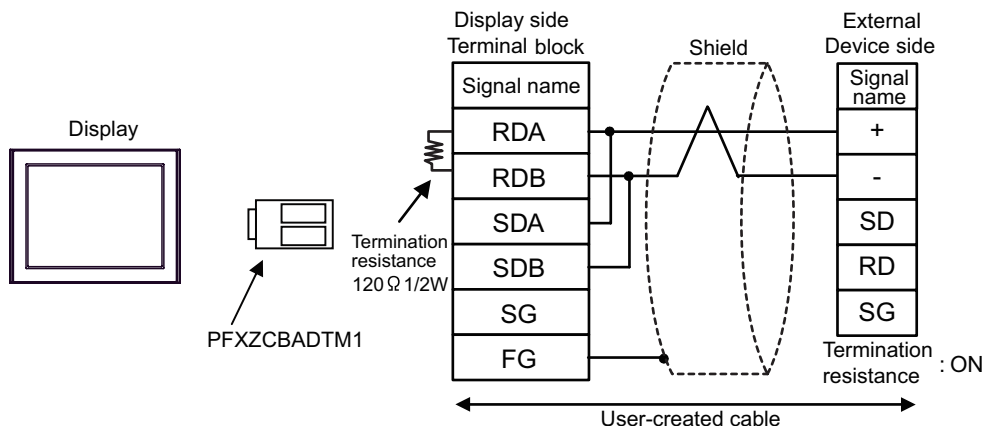 Display side
Terminal block
Shield
External
Device side
Signal name
Signal
name
Display
RDA
+
RDB
-
SDA
SD
Termination
resistance
120Ω 1/2W
SDB
RD
SG
SG
PFXZCBADTM1
FG
Termination
resistance : ON
User-created cable